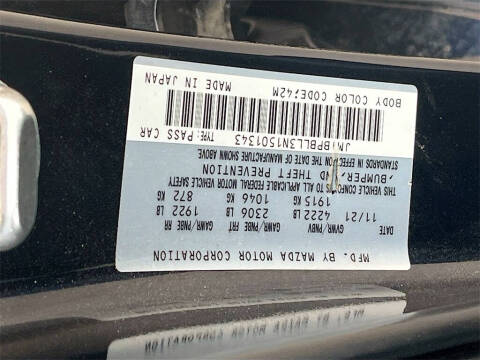 MFD. BY MAZDA MOTOR CORPORATION
GVWR/PNBV GAWR/PNBE FRT GAWR/PNBE RR
11/21 4222 LB 2306 LB 1922 LB
1915 KG 1046 KG 872 KG
THIS VEHICLE TO ALL APPLICABLE FEDERAL MOTOR VEHICLE SAFETY
, BUMPER, AND THEFT PREVENTION
STANDARDS IN EFFECT ON THE DATE OF MANUFACTURE SHOWN ABOVE
JM1BPBLL3N1501343 TYPE: PASS CAR
BODY COLOR CODE:42M MADE IN JAPAN